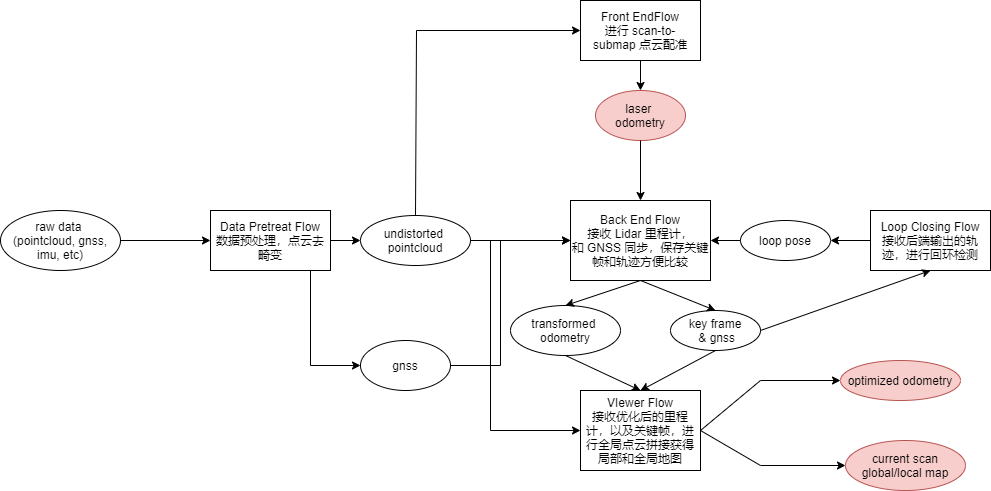 Front EndFlow
进行 scan-to-
submap 点云配准
laser
odometry
raw data
(pointcloud, gnss,
imu, etc)
Data Pretreat Flow
数据预处理，点云去
畸变
undistorted
pointcloud
Back End Flow
接收 Lidar 里程计，
和 GNSS 同步，保存关键
帧和轨迹方便比较
loop pose
Loop Closing Flow
接收后端输出的轨
迹，进行回环检测
gnss
transformed
odometry
key frame
& gnss
VIewer Flow
接收优化后的里程
计，以及关键帧，进
行全局点云拼接获得
局部和全局地图
optimized odometry
current scan
global/local map